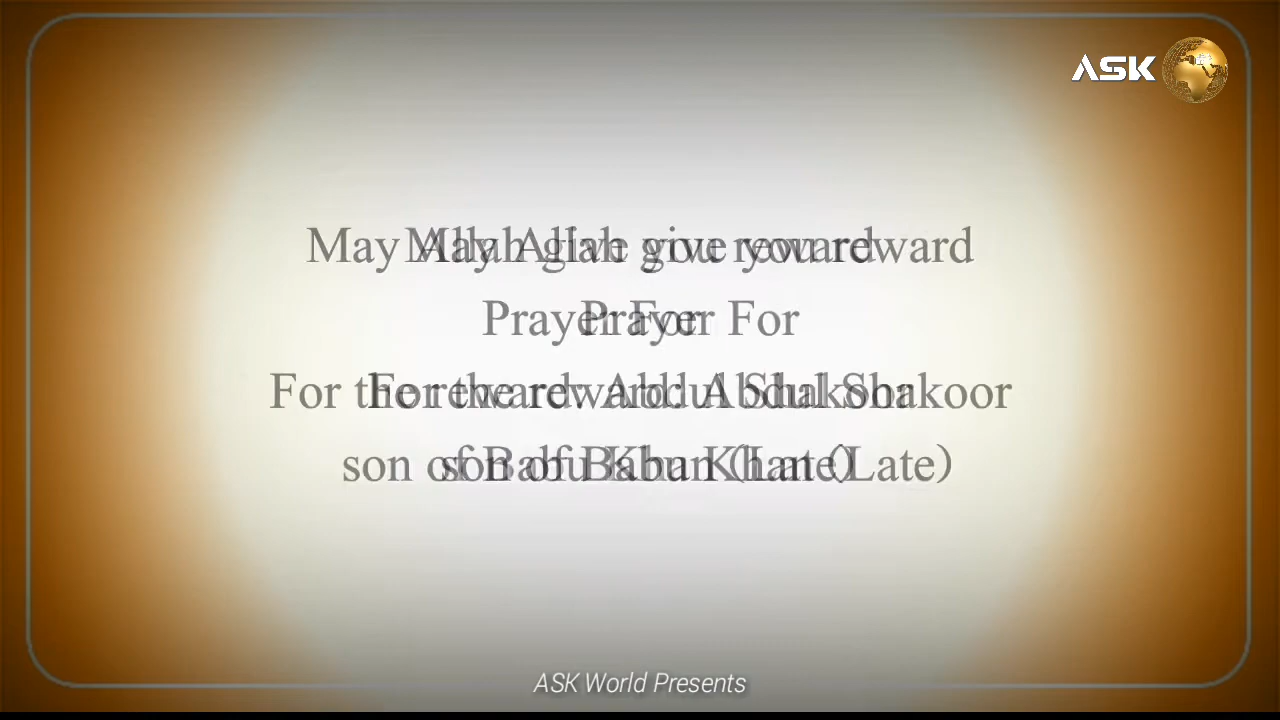 ASK
May Allah give you reward
Prayer For
For the reward: Abdul Shakoor
son of Babu Khan (Late)
ASK World Presents